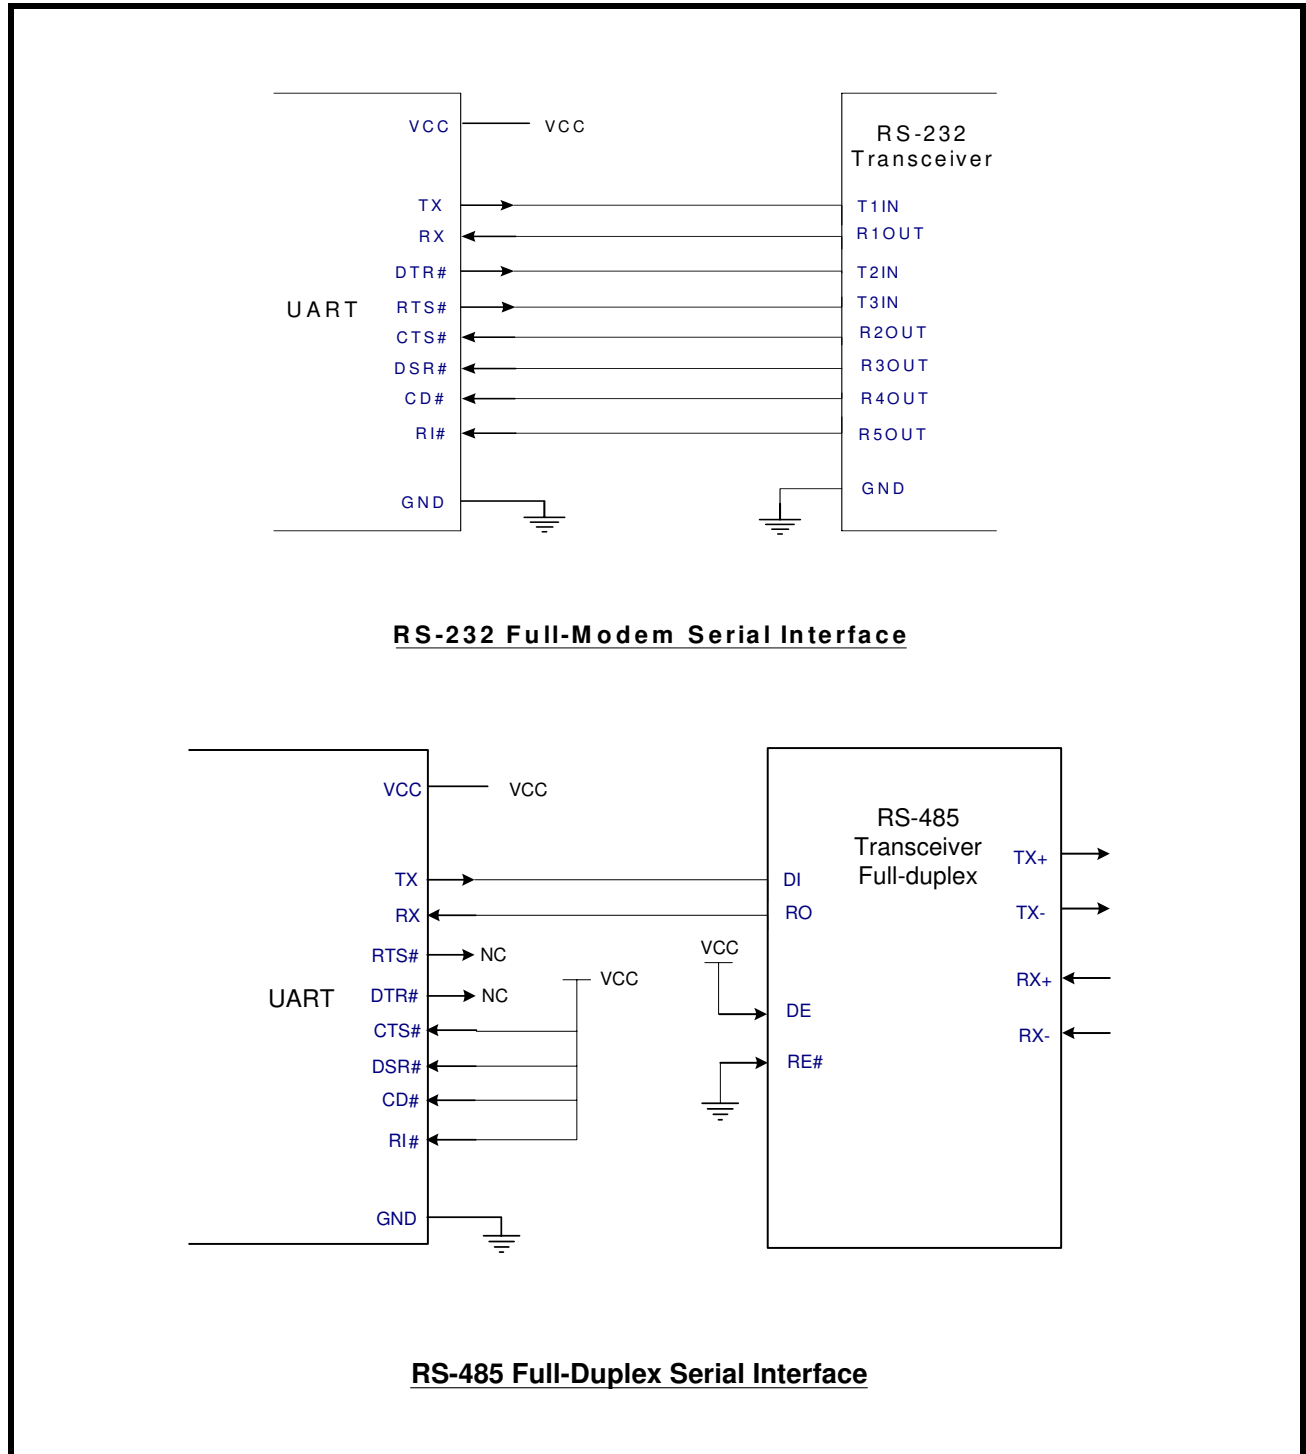 VCC
VCC
RS-232
Transceiver
TX
T1IN
RX
R1OUT
DTR#
T2IN
UART
RTS#
T3IN
CTS#
R2OUT
DSR#
R3OUT
CD#
R4OUT
RI#
R5OUT
GND
GND
RS-232 Full-Modem Serial Interface
VCC
VCC
RS-485
Transceiver
Full-duplex
TX+
TX
DI
RX
RO
TX-
RTS#
NC
VCC
VCC
RX+
UART
DTR#
NC
DE
CTS#
RX-
DSR#
RE#
CD#
RI#
GND
RS-485 Full-Duplex Serial Interface